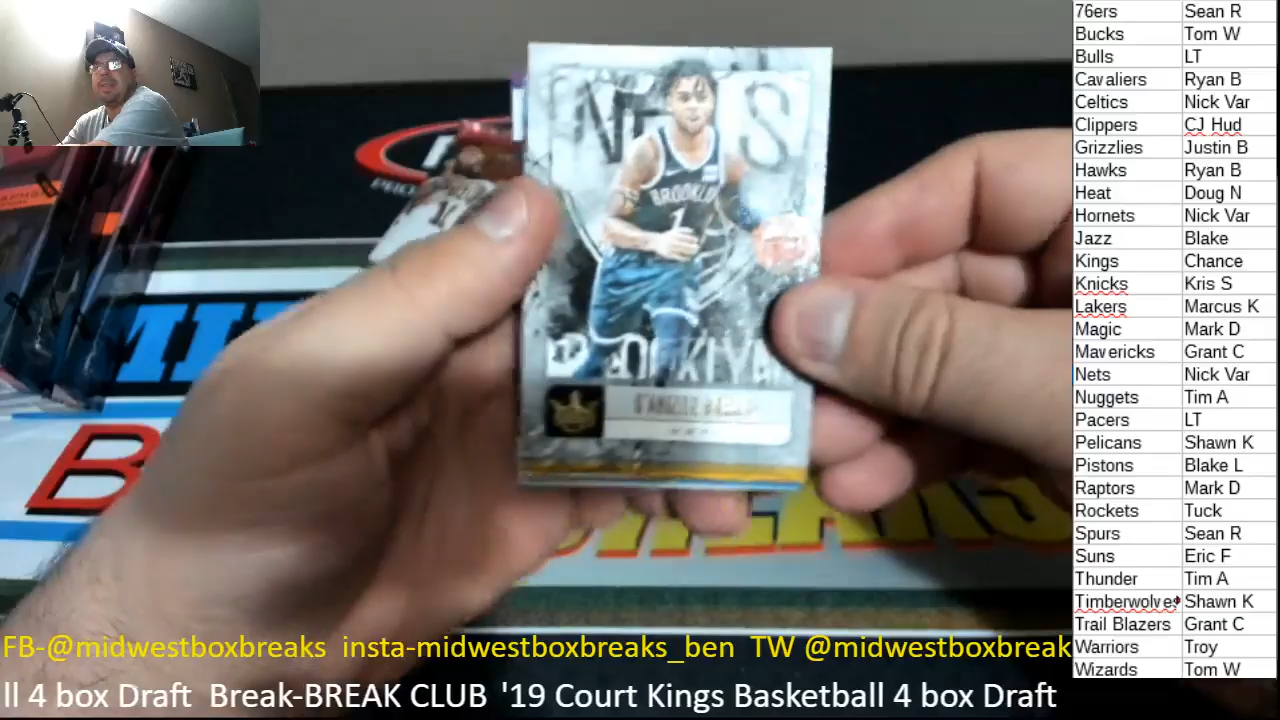 NETS
BROOKLYN
1
BROOKLYN
D'ANGELO RUSSELL
76ers Sean R
Bucks Tom W
Bulls LT
Cavaliers Ryan B
Celtics Nick Var
Clippers CJ Hud
Grizzlies Justin B
Hawks Ryan B
Heat Doug N
Hornets Nick Var
Jazz Blake
Kings Chance
Knicks Kris S
Lakers Marcus K
Magic Mark D
Mavericks Grant C
Nets Nick Var
Nuggets Tim A
Pacers LT
Pelicans Shawn K
Pistons Blake L
Raptors Mark D
Rockets Tuck
Spurs Sean R
Suns Eric F
Thunder Tim A
Timberwolves Shawn K
Trail Blazers Grant C
Warriors Troy
Wizards Tom W
FB-@midwestboxbreaks insta-midwestboxbreaks_ben TW @midwestboxbreak
ll 4 box Draft Break-BREAK CLUB '19 Court Kings Basketball 4 box Draft